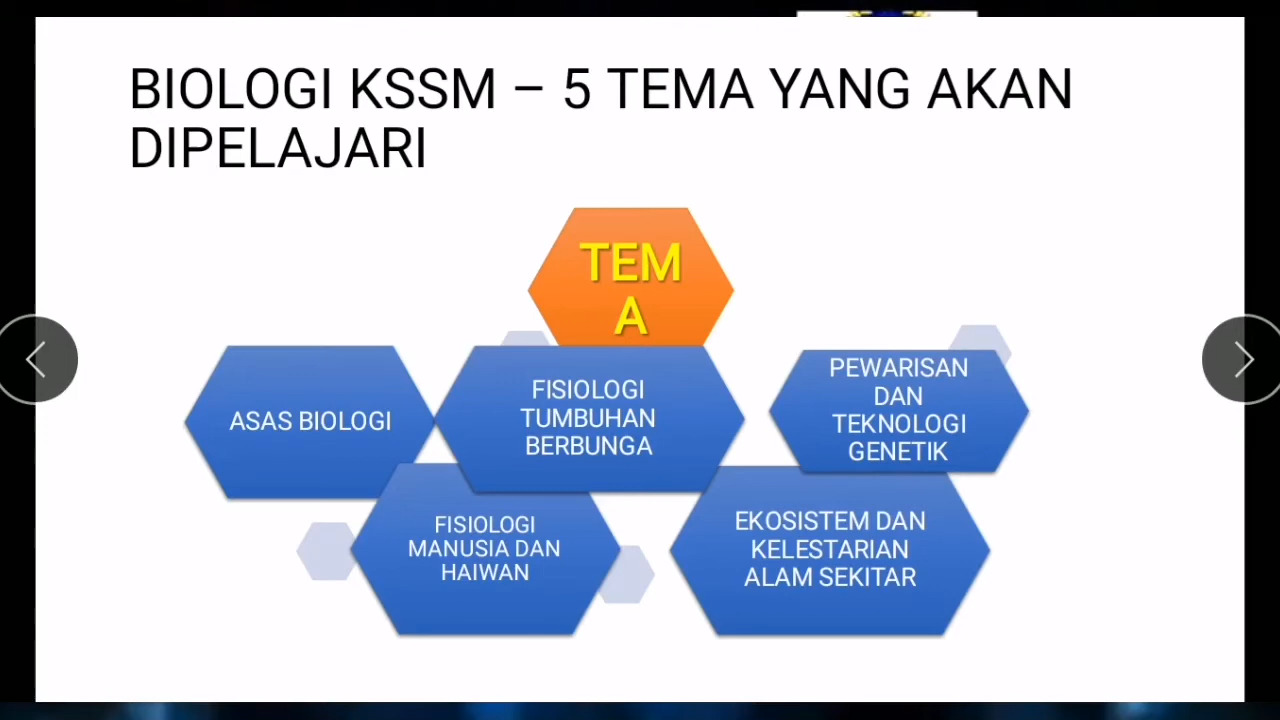 BIOLOGI KSSM – 5 TEMA YANG AKAN
DIPELAJARI
TEM
A
ASAS BIOLOGI
FISIOLOGI
TUMBUHAN
BERBUNGA
PEWARISAN
DAN
TEKNOLOGI
GENETIK
FISIOLOGI
MANUSIA DAN
HAIWAN
EKOSISTEM DAN
KELESTARIAN
ALAM SEKITAR